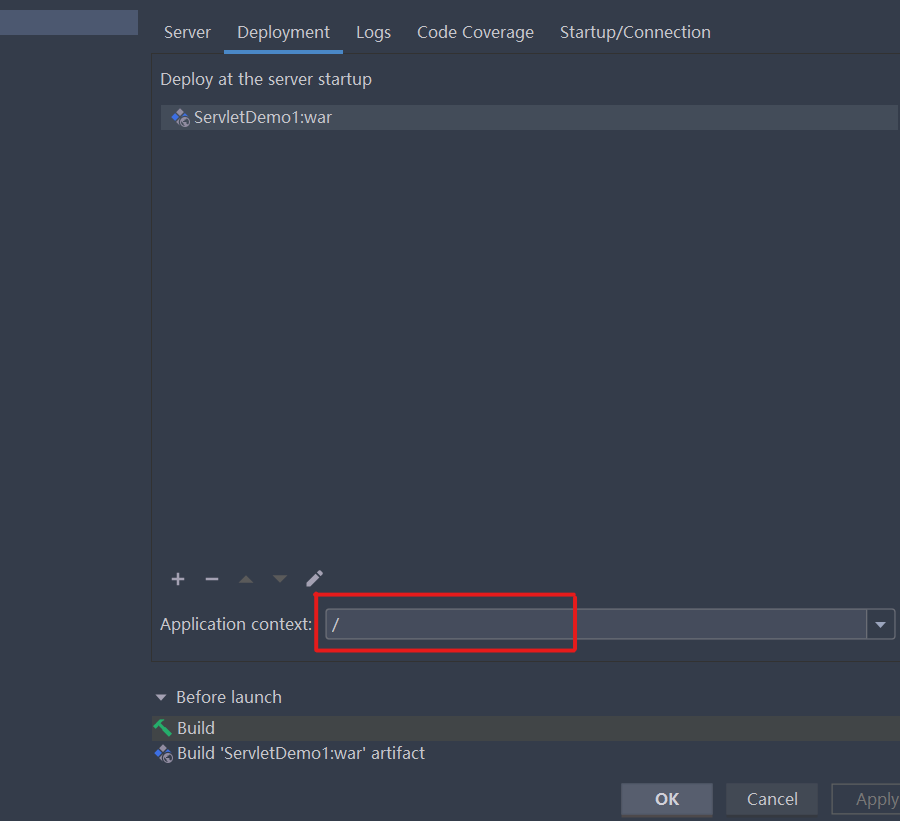 Server Deployment Logs Code Coverage Startup/Connection
Deploy at the server startup
ServletDemo1:war
Application context: /
Before launch
Build
Build 'ServletDemo1:war' artifact
OK Cancel Apply